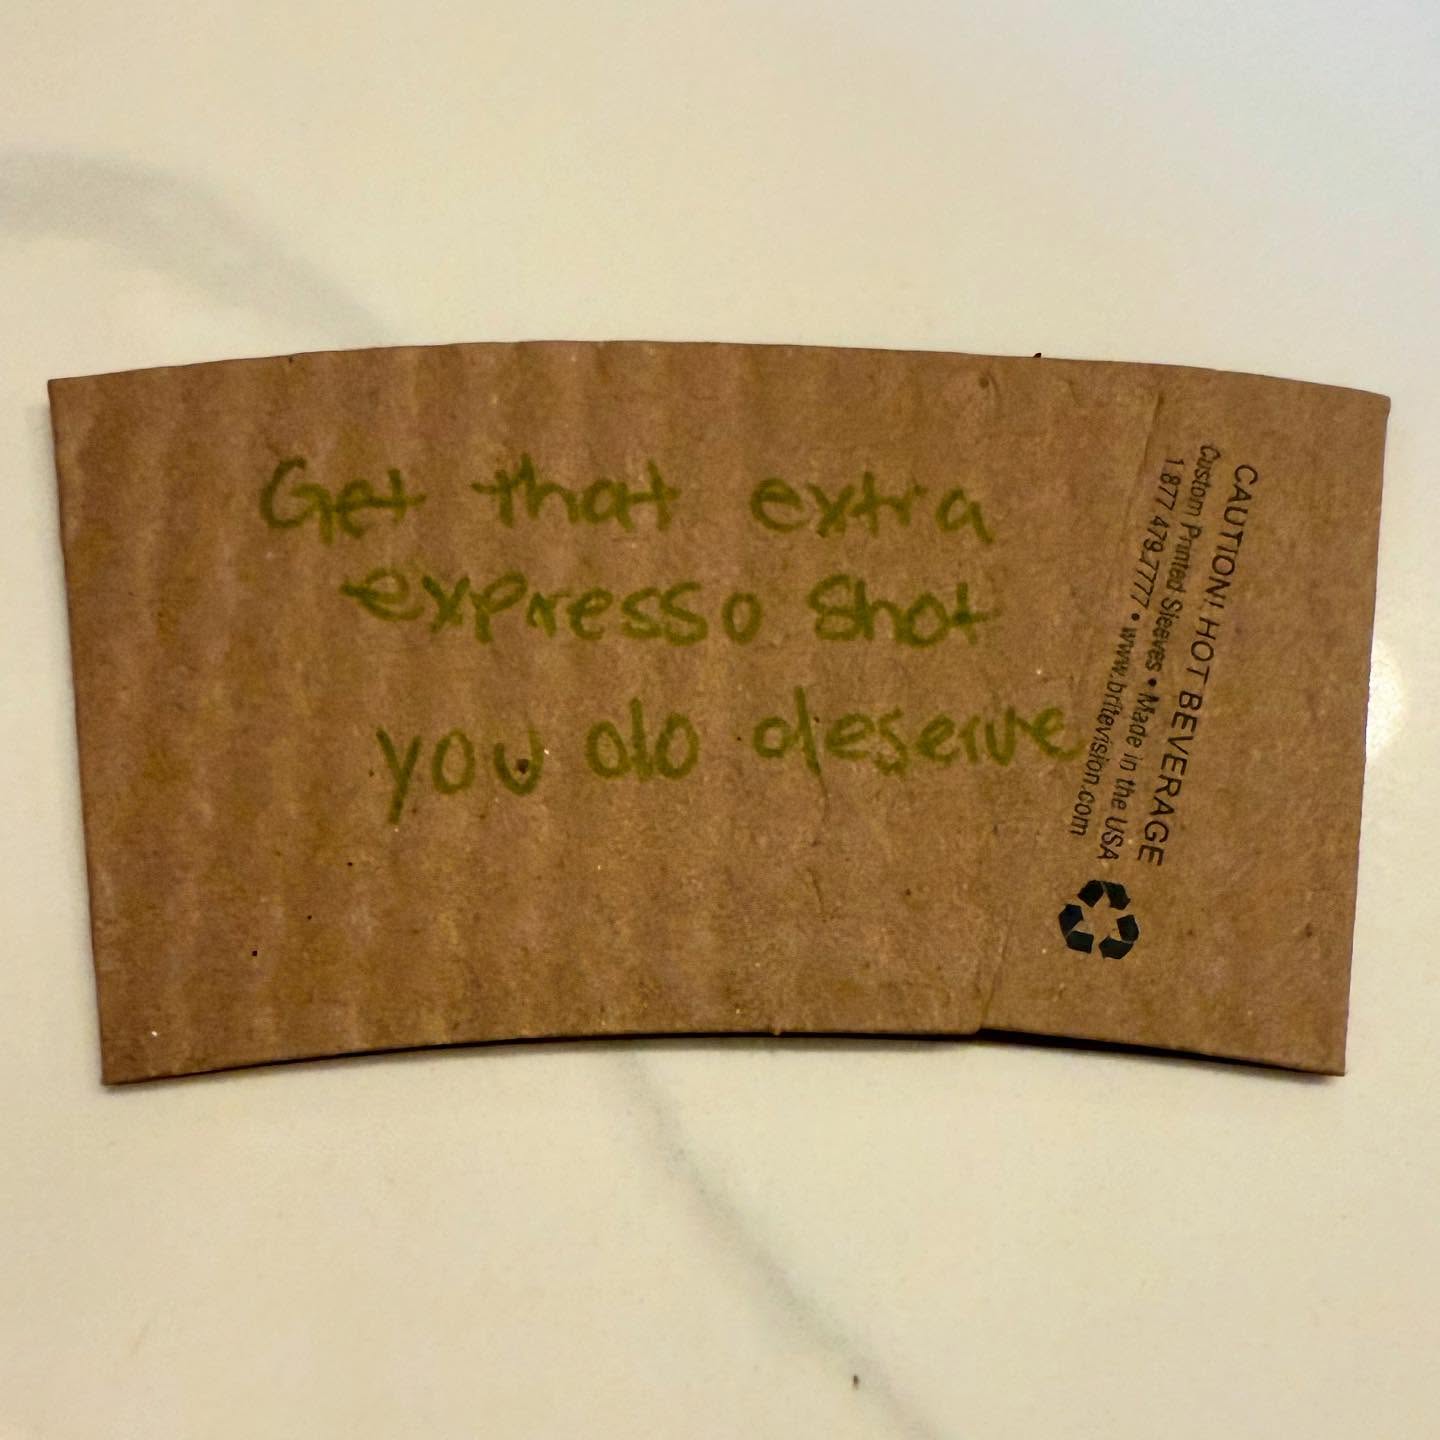 Get that extra
expresso shot
you do deserve
CAUTION! HOT BEVERAGE
Custom Printed Sleeves • Made in the USA
1 877 479-7777 • www.britevision.com